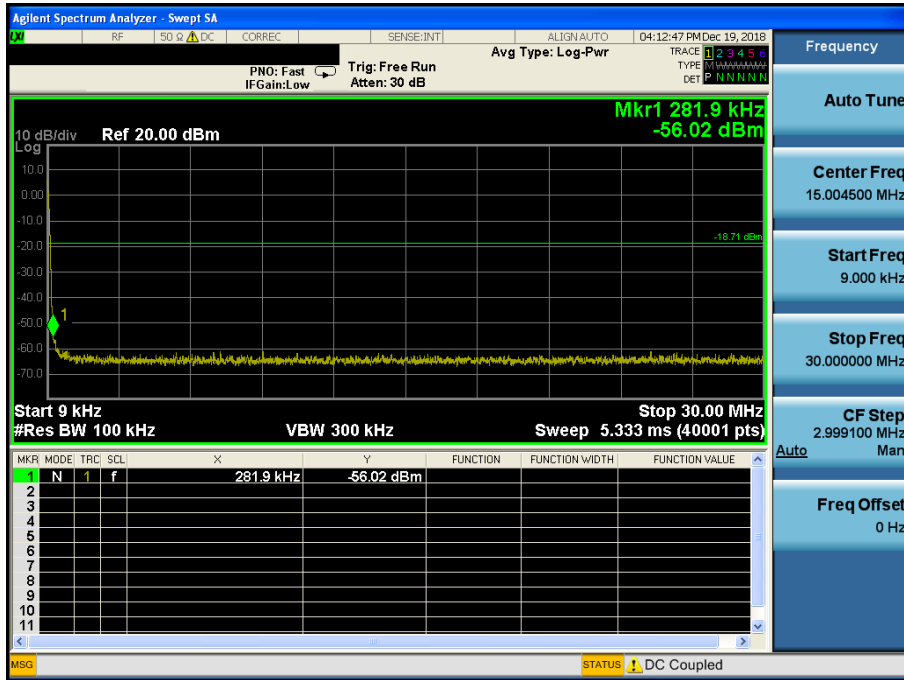 Agilent Spectrum Analyzer - Swept SA
LXI RF 50 Ω DC CORREC SENSE:INT ALIGN AUTO 04:12:47 PM Dec 19, 2018
Frequency
Avg Type: Log-Pwr
TRACE 1 2 3 4 5 6
PNO: Fast Trig: Free Run
TYPE M WWWWW
IFGain:Low Atten: 30 dB
DET P N N N N N
Auto Tune
Mkr1 281.9 kHz
10 dB/div Ref 20.00 dBm -56.02 dBm
Log
10.0
0.00
-10.0
-20.0
-30.0
-40.0
-50.0
-60.0
-70.0
-18.71 dBm
1
Start 9 kHz Stop 30.00 MHz
#Res BW 100 kHz VBW 300 kHz Sweep 5.333 ms (40001 pts)
MKR MODE TRC SCL X Y FUNCTION FUNCTION WIDTH FUNCTION VALUE
1 N 1 f 281.9 kHz -56.02 dBm
2
3
4
5
6
7
8
9
10
11
Center Freq
15.004500 MHz
Start Freq
9.000 kHz
Stop Freq
30.000000 MHz
CF Step
2.999100 MHz
Auto Man
Freq Offset
0 Hz
MSG STATUS DC Coupled